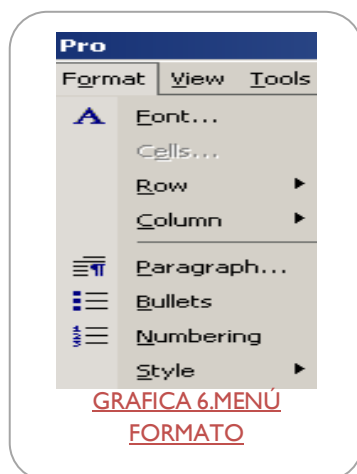 Pro
Format View Tools
Font...
Cells...
Row
Column
Paragraph...
Bullets
Numbering
Style
GRAFICA 6.MENÚ
FORMATO